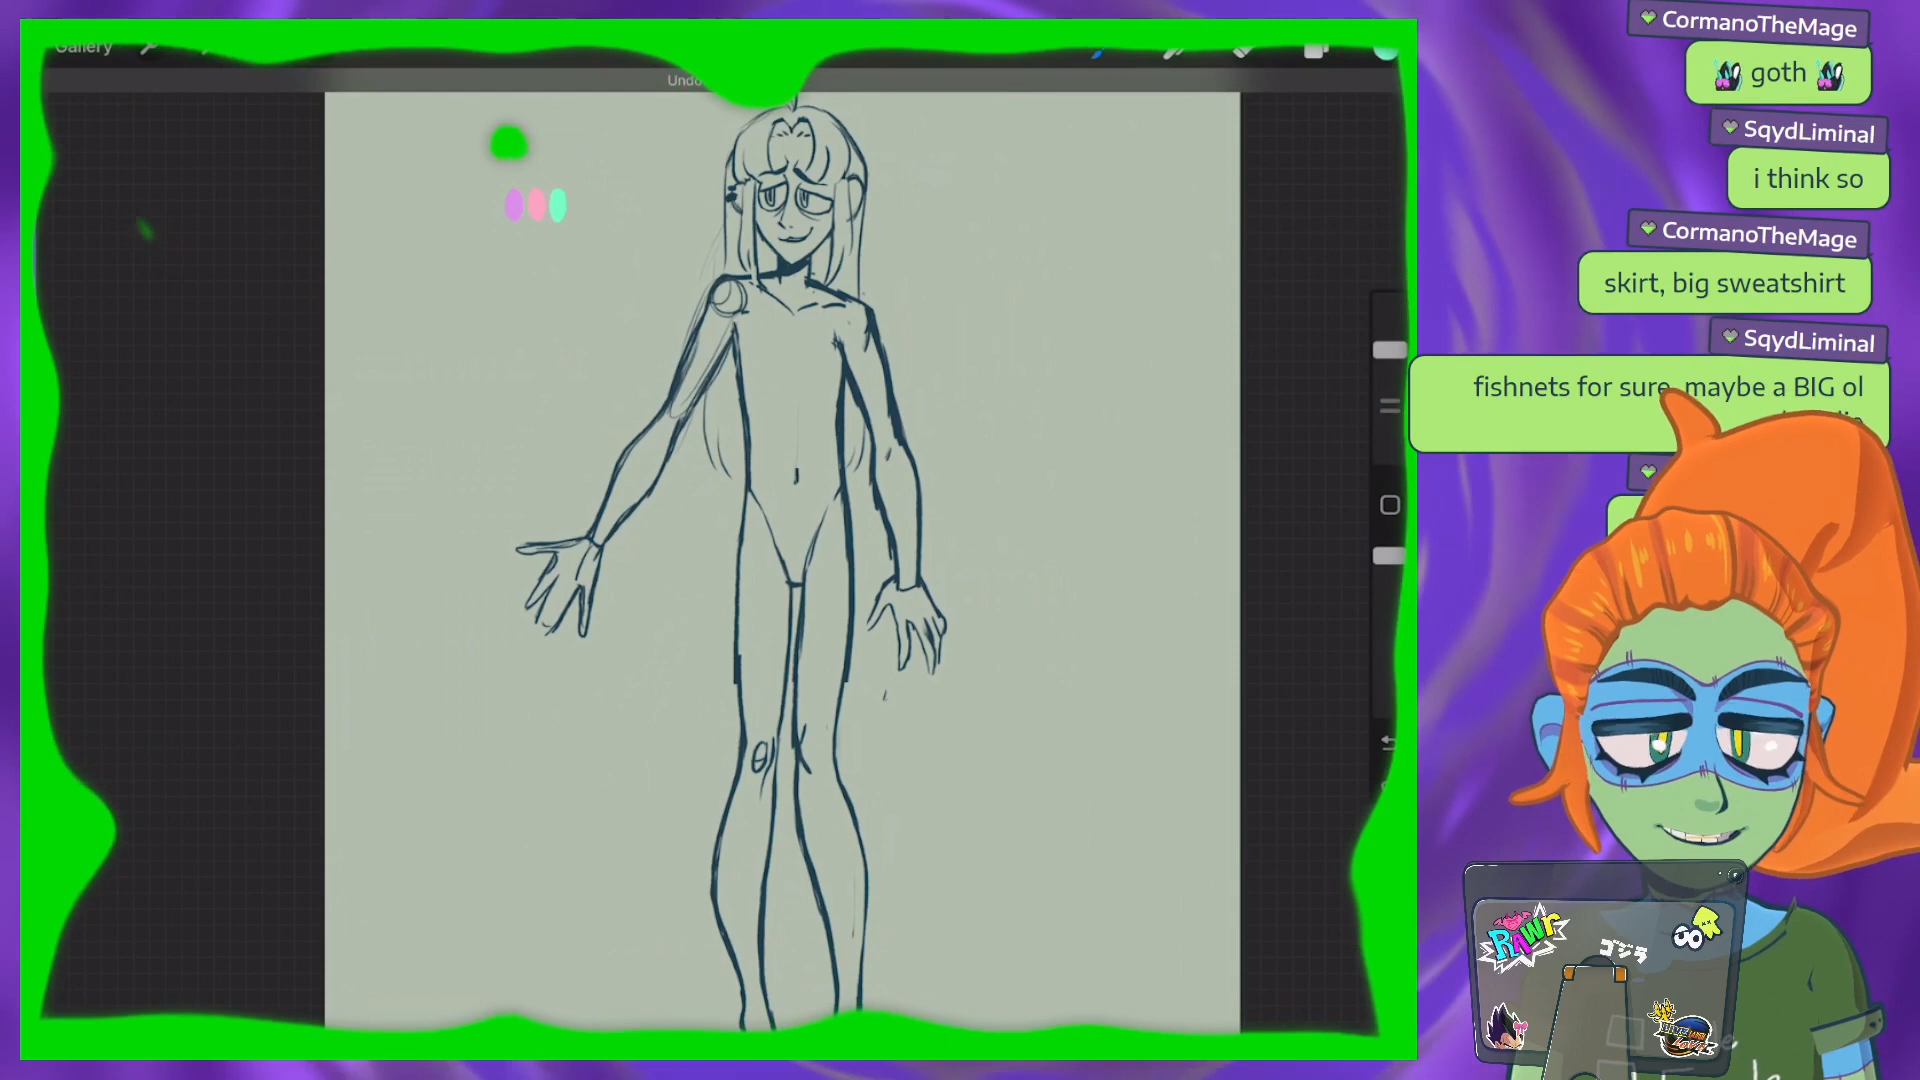 Gallery
CormanoTheMage
goth
SqydLiminal
i think so
CormanoTheMage
skirt, big sweatshirt
SqydLiminal
fishnets for sure, maybe a BIG ol
RAWr
ゴジラ